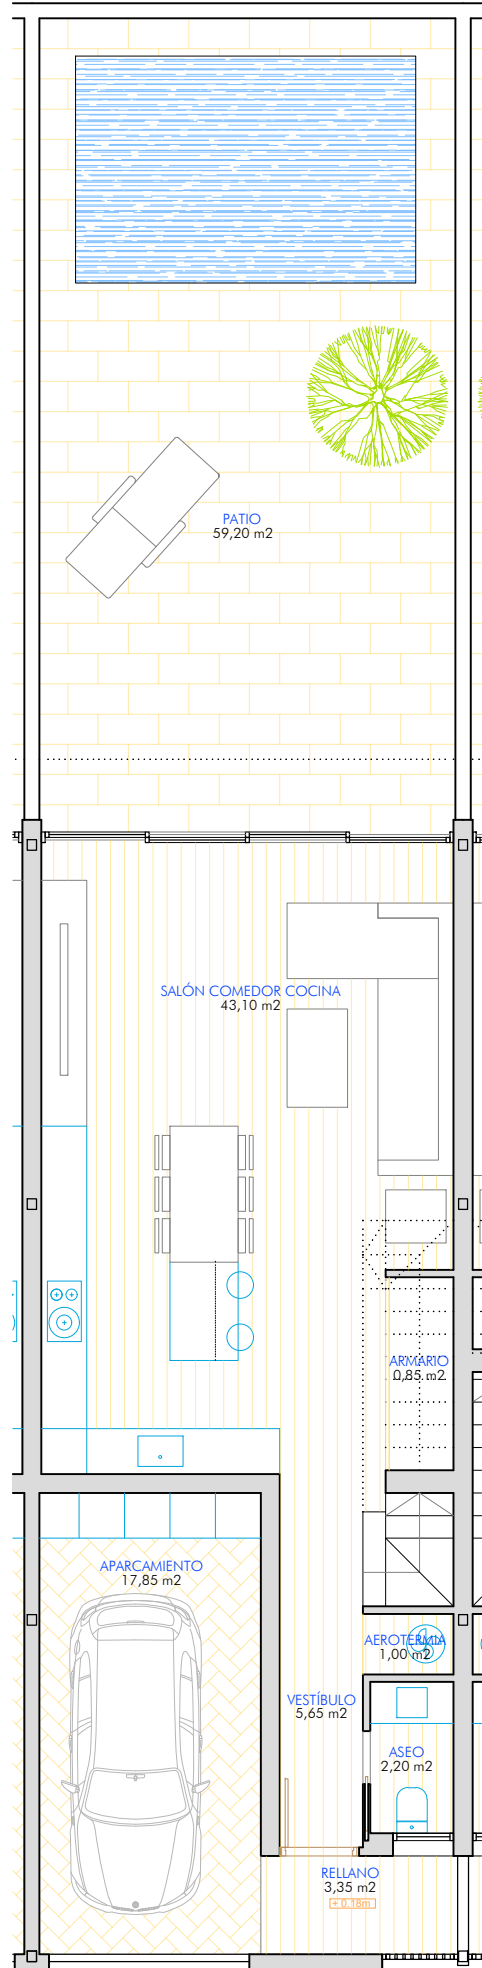 PATIO
59,20 m2
SALÓN COMEDOR COCINA
43,10 m2
ARMARIO
0,85 m2
APARCAMIENTO
17,85 m2
AEROTERMIA
1,00 m2
VESTÍBULO
5,65 m2
ASEO
2,20 m2
RELLANO
3,35 m2
+ 0.18m